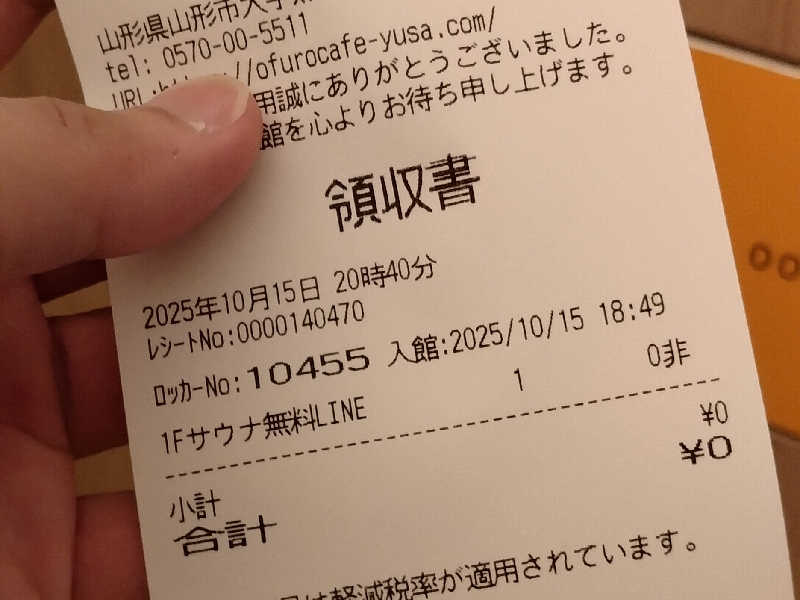 山形県山形市大字
tel: 0570-00-5511
URL ://ofurocafe-yusa.com/
用誠にありがとうございました。
館を心よりお待ち申し上げます。
領収書
2025年10月15日 20時40分
ﾚｼｰﾄNo:0000140470
ﾛｯｶｰNo:10455 入館:2025/10/15 18:49
1Fサウナ無料LINE 1 0非
小計 ¥0
合計 ¥0
は軽減税率が適用されています。